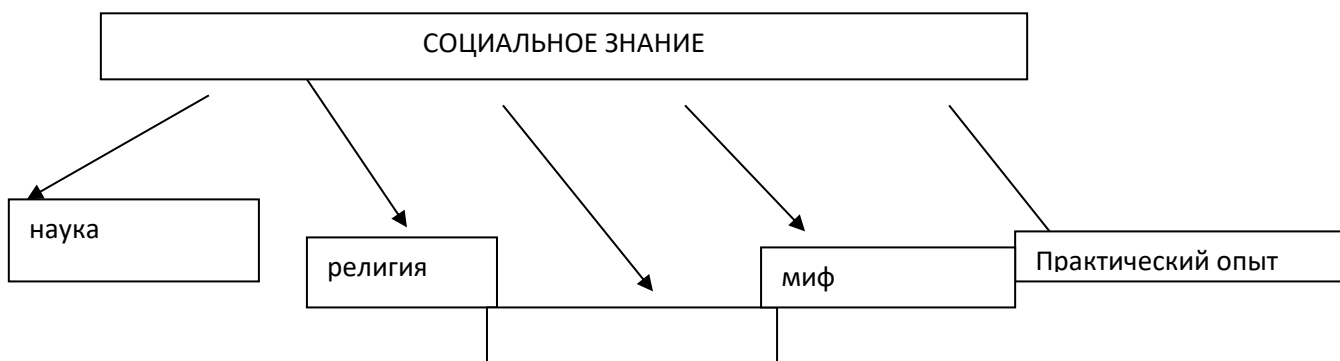 СОЦИАЛЬНОЕ ЗНАНИЕ
наука
религия
миф
Практический опыт